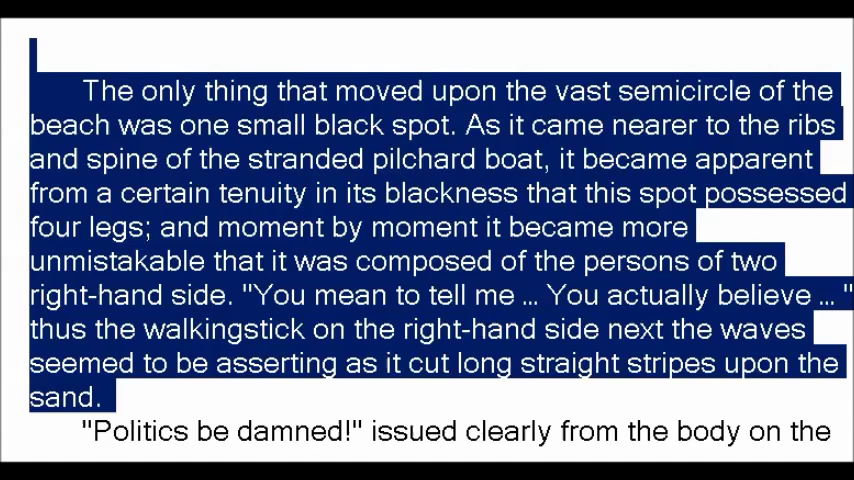 The only thing that moved upon the vast semicircle of the
beach was one small black spot. As it came nearer to the ribs
and spine of the stranded pilchard boat, it became apparent
from a certain tenuity in its blackness that this spot possessed
four legs; and moment by moment it became more
unmistakable that it was composed of the persons of two
right-hand side. "You mean to tell me ... You actually believe ... "
thus the walkingstick on the right-hand side next the waves
seemed to be asserting as it cut long straight stripes upon the
sand.
"Politics be damned!" issued clearly from the body on the